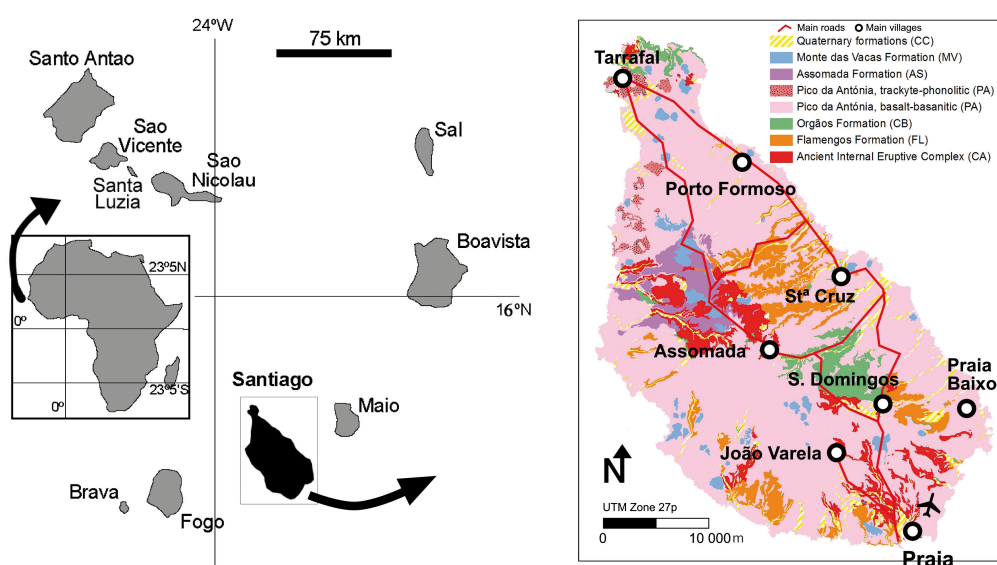 24ºW
75 km
Santo Antao
Sao
Vicente
Santa
Luzia
Sao
Nicolau
Sal
Boavista
16ºN
23º5N
0º
23º5'S
0º
Santiago
Maio
Brava
Fogo
Main roads
Main villages
Quaternary formations (CC)
Monte das Vacas Formation (MV)
Assomada Formation (AS)
Pico da Antónia, trackyte-phonolitic (PA)
Pico da Antónia, basalt-basanitic (PA)
Orgãos Formation (CB)
Flamengos Formation (FL)
Ancient Internal Eruptive Complex (CA)
Tarrafal
Porto Formoso
Stª Cruz
Assomada
S. Domingos
Praia
Baixo
João Varela
N
UTM Zone 27p
0
10 000 m
Praia